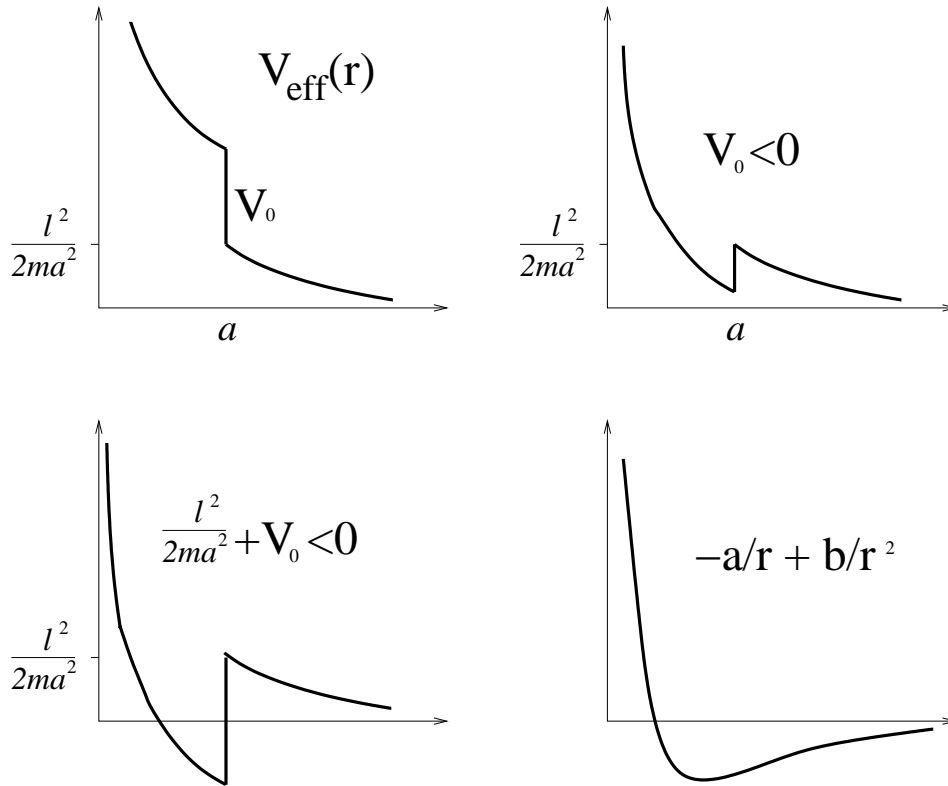 V_eff(r)
V₀
l²/2ma²
a
V₀<0
l²/2ma²
a
l²/2ma² +V₀<0
l²/2ma²
−a/r + b/r²